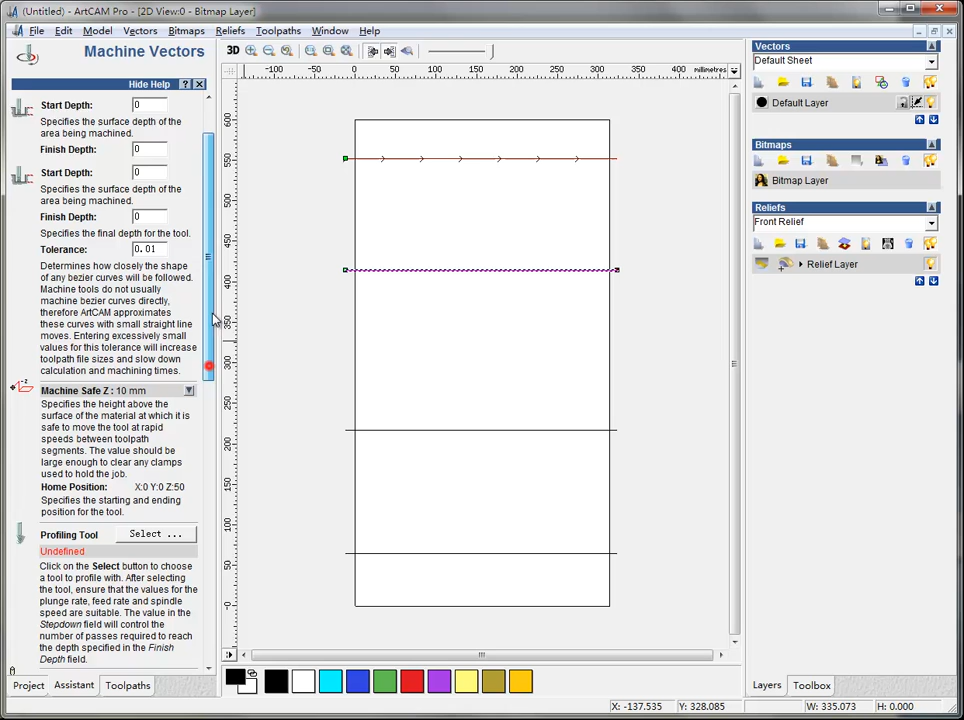 (Untitled) - ArtCAM Pro - [2D View:0 - Bitmap Layer]
File Edit Model Vectors Bitmaps Reliefs Toolpaths Window Help
Machine Vectors
Hide Help ? X
Start Depth: 0
Specifies the surface depth of the
area being machined.
Finish Depth: 0
Start Depth: 0
Specifies the surface depth of the
area being machined.
Finish Depth: 0
Specifies the final depth for the tool.
Tolerance: 0.01
Determines how closely the shape
of any bezier curves will be followed.
Machine tools do not usually
machine bezier curves directly,
therefore ArtCAM approximates
these curves with small straight line
moves. Entering excessively small
values for this tolerance will increase
toolpath file sizes and slow down
calculation and machining times.
Machine Safe Z : 10 mm
Specifies the height above the
surface of the material at which it is
safe to move the tool at rapid
speeds between toolpath
segments. The value should be
large enough to clear any clamps
used to hold the job.
Home Position: X:0 Y:0 Z:50
Specifies the starting and ending
position for the tool.
Profiling Tool Select ...
Undefined
Click on the Select button to choose
a tool to profile with. After selecting
the tool, ensure that the values for the
plunge rate, feed rate and spindle
speed are suitable. The value in the
Stepdown field will control the
number of passes required to reach
the depth specified in the Finish
Depth field.
Project Assistant Toolpaths
3D
-100 -50 0 50 100 150 200 250 300 350 400 millimetres
600
550
500
450
400
350
300
250
200
150
100
50
-0
Vectors
Default Sheet
Default Layer
Bitmaps
Bitmap Layer
Reliefs
Front Relief
Relief Layer
Layers Toolbox
X: -137.535 Y: 328.085 W: 335.073 H: 0.000